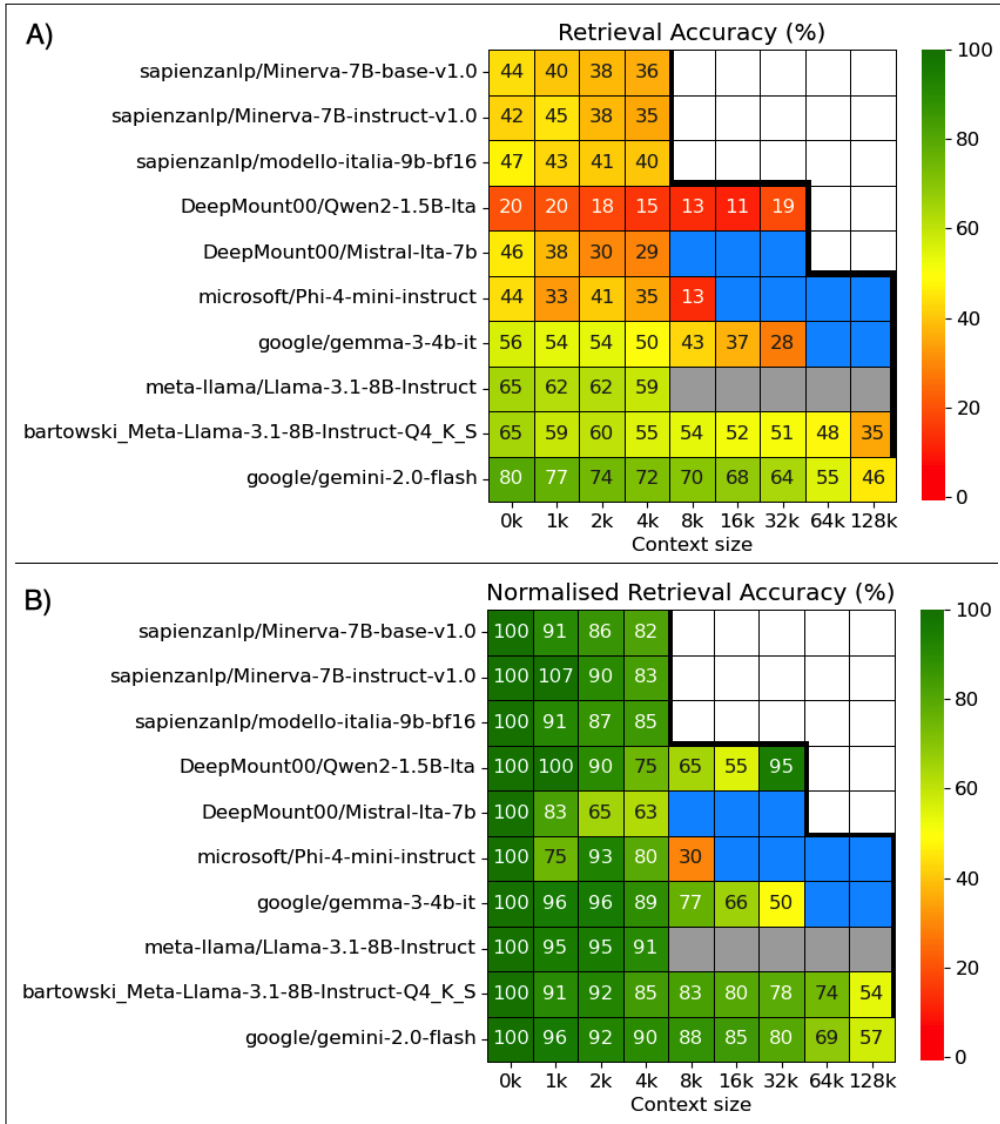 A)
Retrieval Accuracy (%)
sapienzanlp/Minerva-7B-base-v1.0 44 40 38 36
sapienzanlp/Minerva-7B-instruct-v1.0 42 45 38 35
sapienzanlp/modello-italia-9b-bf16 47 43 41 40
DeepMount00/Qwen2-1.5B-Ita 20 20 18 15 13 11 19
DeepMount00/Mistral-Ita-7b 46 38 30 29
microsoft/Phi-4-mini-instruct 44 33 41 35 13
google/gemma-3-4b-it 56 54 54 50 43 37 28
meta-llama/Llama-3.1-8B-Instruct 65 62 62 59
bartowski_Meta-Llama-3.1-8B-Instruct-Q4_K_S 65 59 60 55 54 52 51 48 35
google/gemini-2.0-flash 80 77 74 72 70 68 64 55 46
0k 1k 2k 4k 8k 16k 32k 64k 128k
Context size
100
80
60
40
20
0
B)
Normalised Retrieval Accuracy (%)
sapienzanlp/Minerva-7B-base-v1.0 100 91 86 82
sapienzanlp/Minerva-7B-instruct-v1.0 100 107 90 83
sapienzanlp/modello-italia-9b-bf16 100 91 87 85
DeepMount00/Qwen2-1.5B-Ita 100 100 90 75 65 55 95
DeepMount00/Mistral-Ita-7b 100 83 65 63
microsoft/Phi-4-mini-instruct 100 75 93 80 30
google/gemma-3-4b-it 100 96 96 89 77 66 50
meta-llama/Llama-3.1-8B-Instruct 100 95 95 91
bartowski_Meta-Llama-3.1-8B-Instruct-Q4_K_S 100 91 92 85 83 80 78 74 54
google/gemini-2.0-flash 100 96 92 90 88 85 80 69 57
0k 1k 2k 4k 8k 16k 32k 64k 128k
Context size
100
80
60
40
20
0